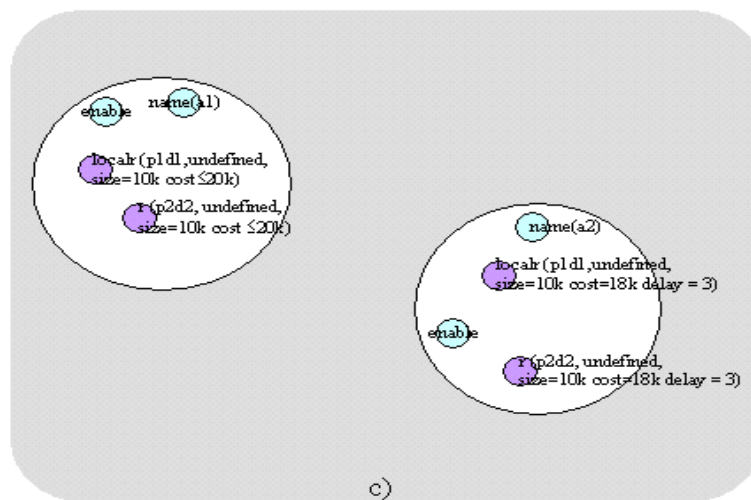 enable
name(a1)
localr (p1d1,undefined,
size=10k cost≤20k)
r (p2d2, undefined,
size=10k cost ≤20k)
name(a2)
localr (p1d1,undefined,
size=10k cost=18k delay = 3)
enable
r (p2d2, undefined,
size=10k cost=18k delay = 3)
c)